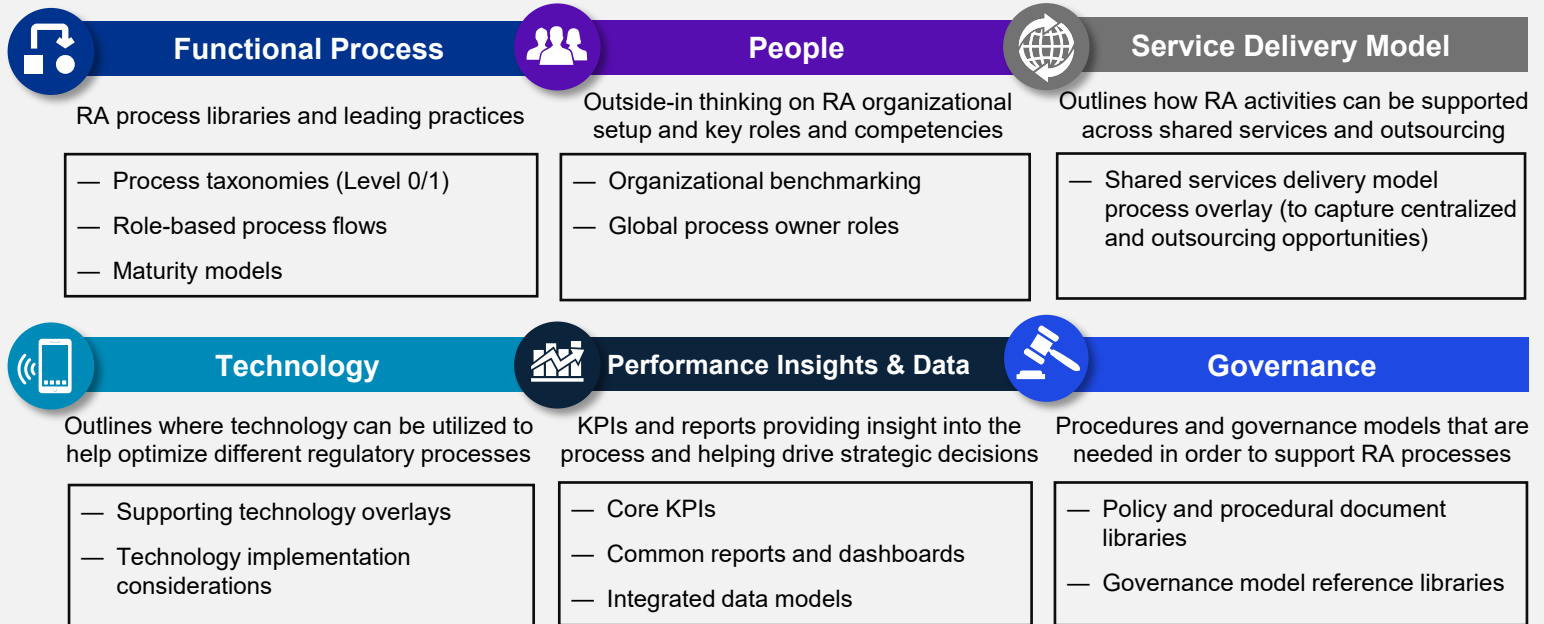 Functional Process
RA process libraries and leading practices
— Process taxonomies (Level 0/1)
— Role-based process flows
— Maturity models
People
Outside-in thinking on RA organizational
setup and key roles and competencies
— Organizational benchmarking
— Global process owner roles
Service Delivery Model
Outlines how RA activities can be supported
across shared services and outsourcing
— Shared services delivery model
process overlay (to capture centralized
and outsourcing opportunities)
Technology
Outlines where technology can be utilized to
help optimize different regulatory processes
— Supporting technology overlays
— Technology implementation
considerations
Performance Insights & Data
KPIs and reports providing insight into the
process and helping drive strategic decisions
— Core KPIs
— Common reports and dashboards
— Integrated data models
Governance
Procedures and governance models that are
needed in order to support RA processes
— Policy and procedural document
libraries
— Governance model reference libraries